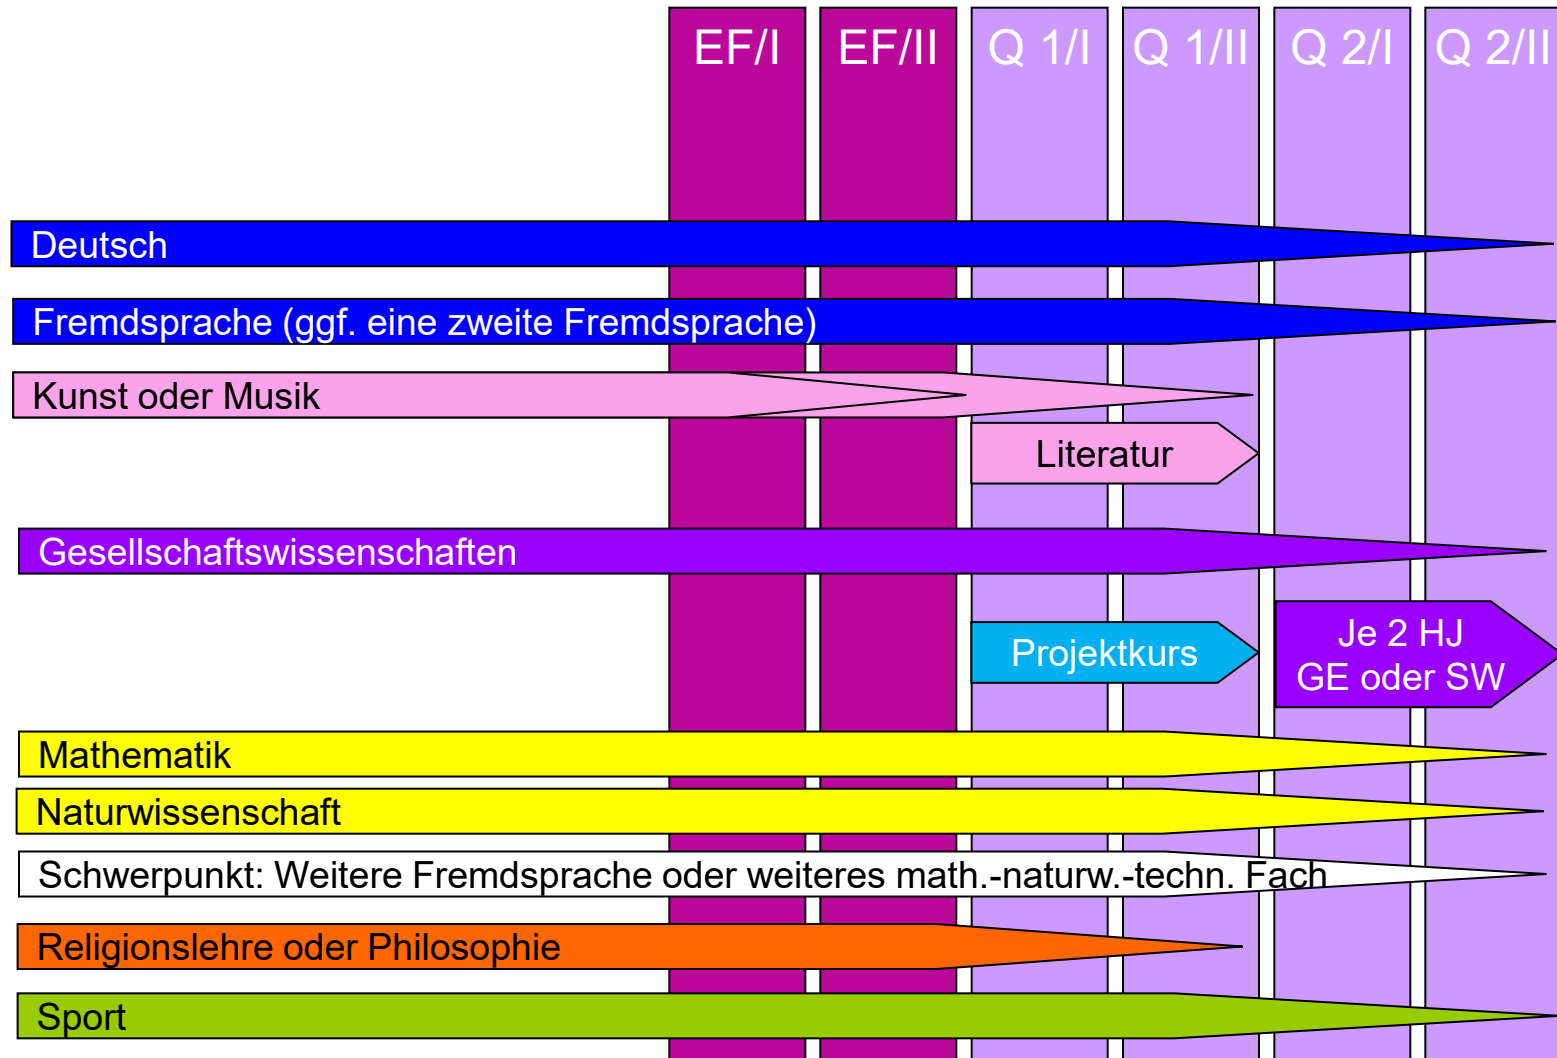 EF/I
EF/II
Q 1/I
Q 1/II
Q 2/I
Q 2/II
Deutsch
Fremdsprache (ggf. eine zweite Fremdsprache)
Kunst oder Musik
Literatur
Gesellschaftswissenschaften
Projektkurs
Je 2 HJ
GE oder SW
Mathematik
Naturwissenschaft
Schwerpunkt: Weitere Fremdsprache oder weiteres math.-naturw.-techn. Fach
Religionslehre oder Philosophie
Sport